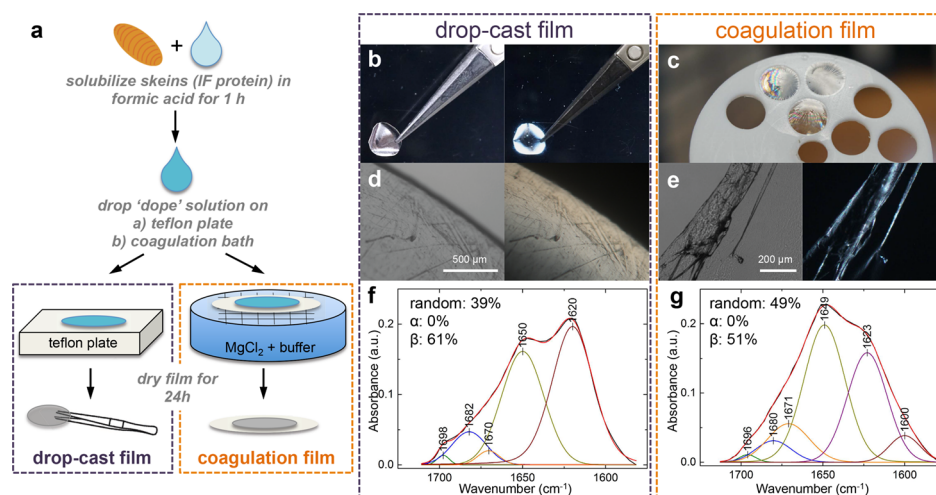 a
+
solubilize skeins (IF protein) in
formic acid for 1 h
drop ‘dope’ solution on
a) teflon plate
b) coagulation bath
teflon plate
MgCl2 + buffer
dry film for
24h
drop-cast film
coagulation film
drop-cast film
b
d
500 µm
f
random: 39%
α: 0%
β: 61%
1698
1682
1670
1650
1620
0.2
0.1
0.0
Absorbance (a.u.)
1700
1650
1600
Wavenumber (cm-1)
coagulation film
c
e
200 µm
g
random: 49%
α: 0%
β: 51%
1696
1680
1671
1649
1623
1600
0.2
0.1
0.0
Absorbance (a.u.)
1700
1650
1600
Wavenumber (cm-1)